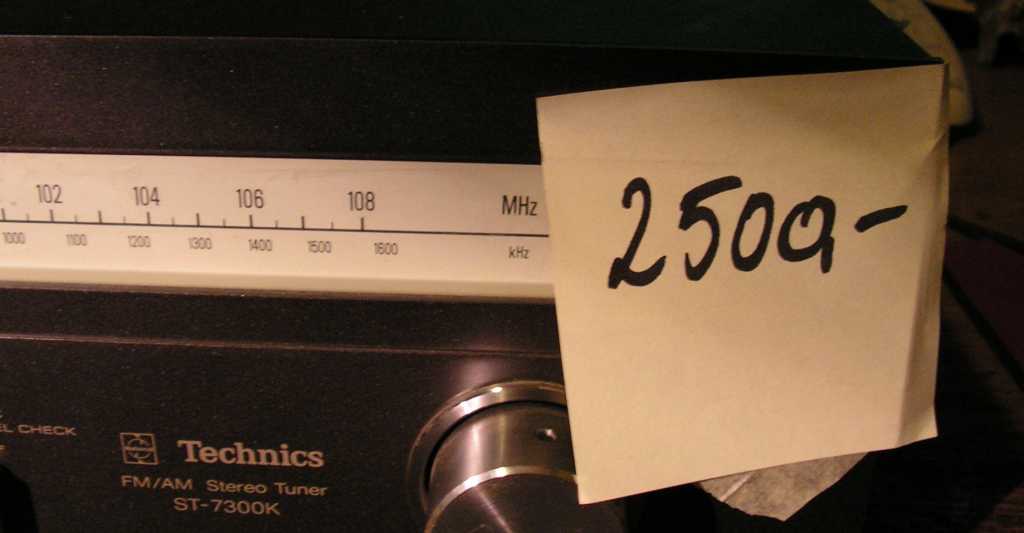 102 104 106 108 MHz
1000 1100 1200 1300 1400 1500 1600 kHz
2500,-
EL CHECK
Technics
FM/AM Stereo Tuner
ST-7300K